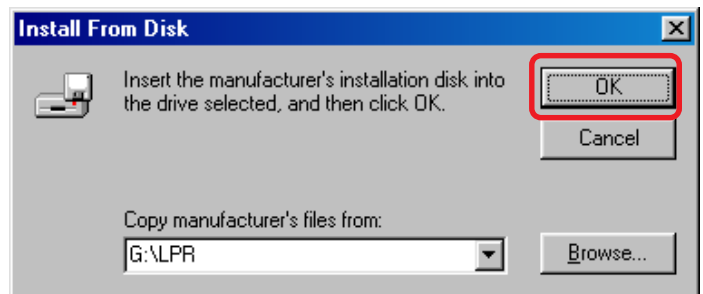 Install From Disk
Insert the manufacturer's installation disk into
the drive selected, and then click OK.
OK
Cancel
Copy manufacturer's files from:
G:\LPR
Browse...